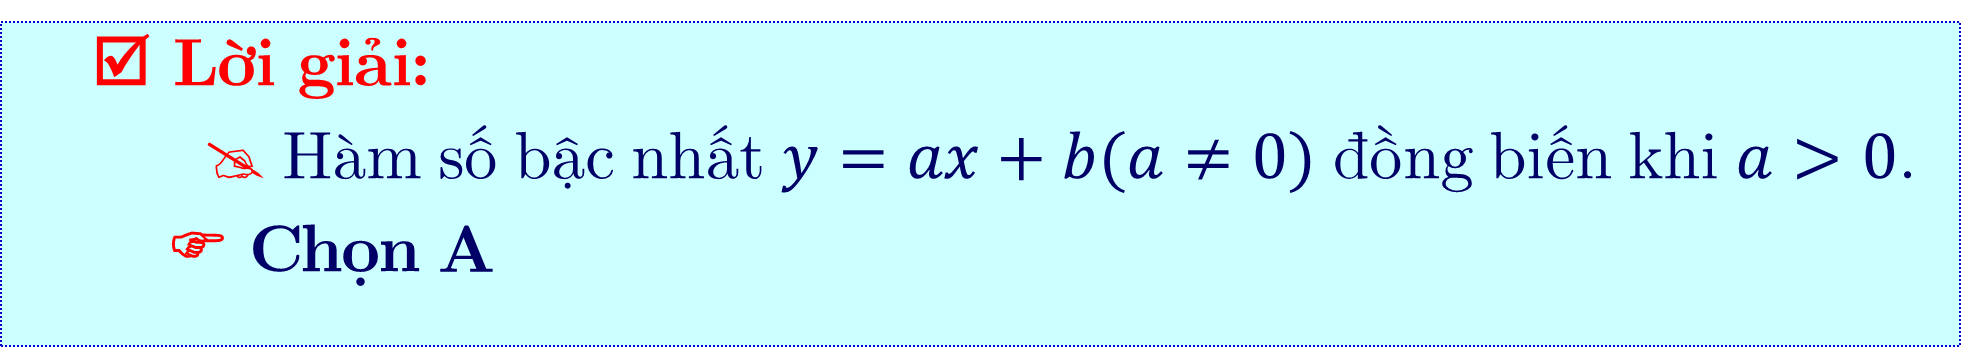 Lời giải:
Hàm số bậc nhất y = ax + b(a ≠ 0) đồng biến khi a > 0.
Chọn A